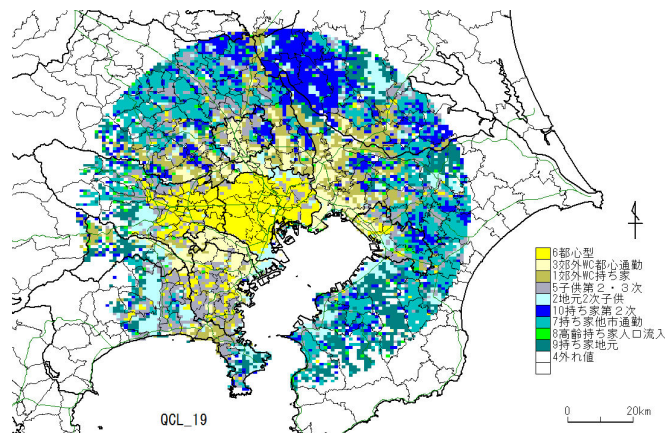 6都心型
3郊外WC都心通勤
1郊外WC持ち家
5子供第2・3次
2地元2次子供
10持ち家第2次
7持ち家他市通勤
8高齢持ち家人口流入
9持ち家地元
4外れ値
QCL_19
0 20km